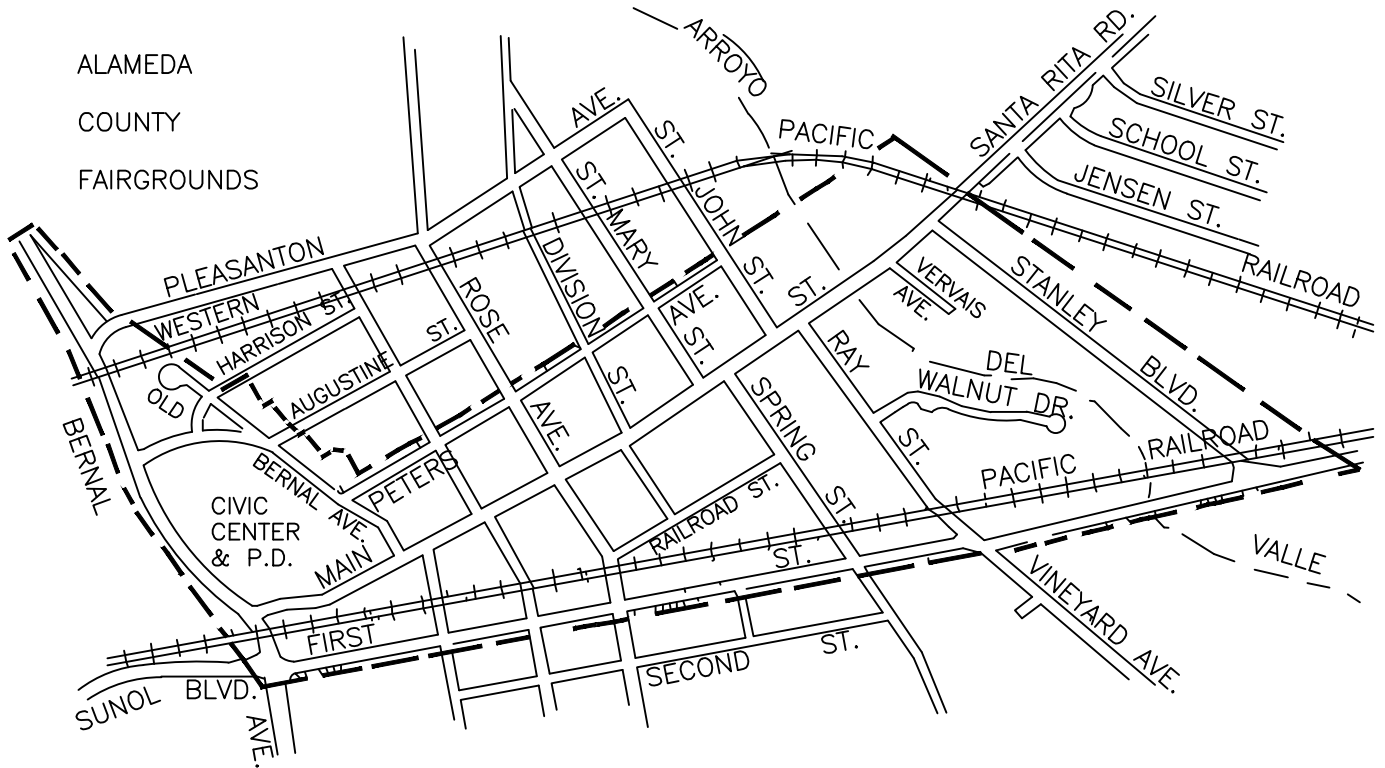 ALAMEDA
COUNTY
FAIRGROUNDS
ARROYO
SANTA RITA RD.
SILVER ST.
SCHOOL ST.
JENSEN ST.
PACIFIC
RAILROAD
PLEASANTON AVE.
WESTERN
HARRISON ST.
OLD
AUGUSTINE ST.
ROSE AVE.
DIVISION ST.
ST. MARY ST.
ST. JOHN ST.
PETERS AVE.
MAIN ST.
VERVAIS
AVE.
STANLEY BLVD.
RAY ST.
SPRING ST.
DEL
WALNUT DR.
BERNAL
BERNAL AVE.
CIVIC
CENTER
& P.D.
RAILROAD ST.
PACIFIC RAILROAD
FIRST ST.
SECOND ST.
VALLE
VINEYARD AVE.
SUNOL BLVD.
AVE.